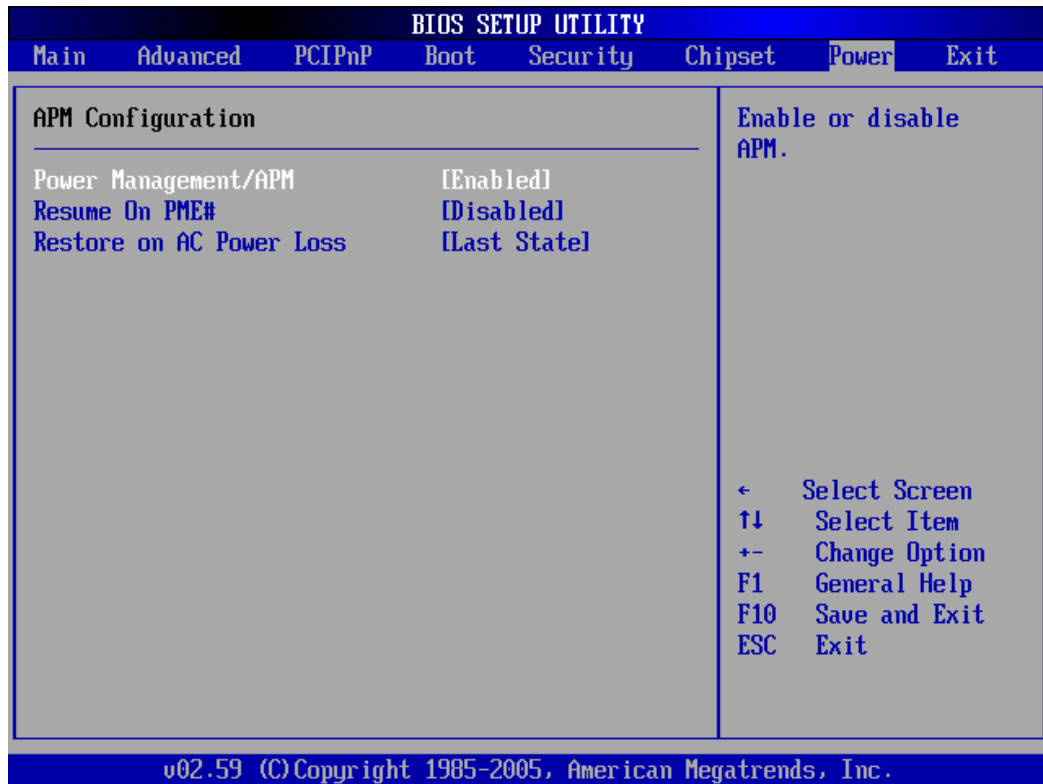 BIOS SETUP UTILITY
Main Advanced PCIPnP Boot Security Chipset Power Exit
APM Configuration
Power Management/APM [Enabled]
Resume On PME# [Disabled]
Restore on AC Power Loss [Last State]
Enable or disable
APM.
← Select Screen
↑↓ Select Item
+- Change Option
F1 General Help
F10 Save and Exit
ESC Exit
v02.59 (C)Copyright 1985-2005, American Megatrends, Inc.